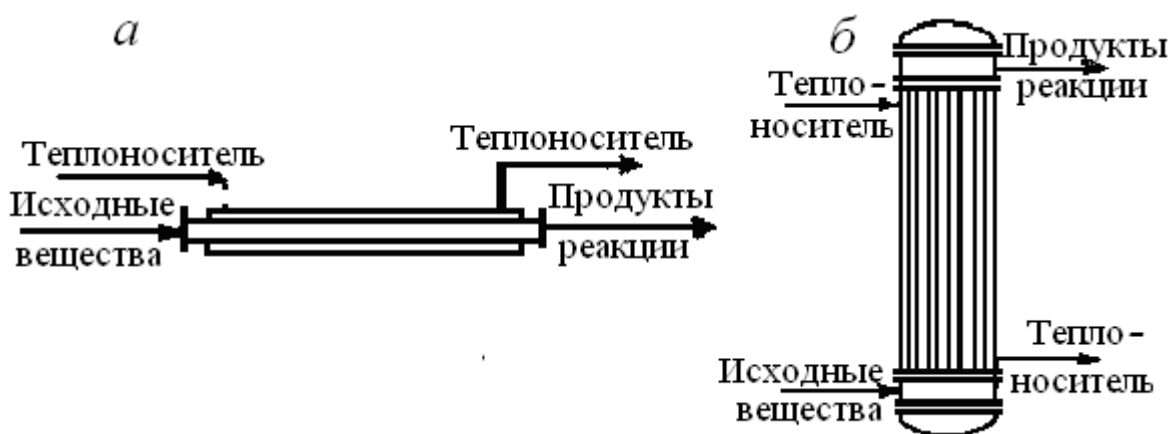 а
Теплоноситель
Исходные
вещества
Теплоноситель
Продукты
реакции
б
Продукты
реакции
Тепло-
носитель
Тепло-
носитель
Исходные
вещества